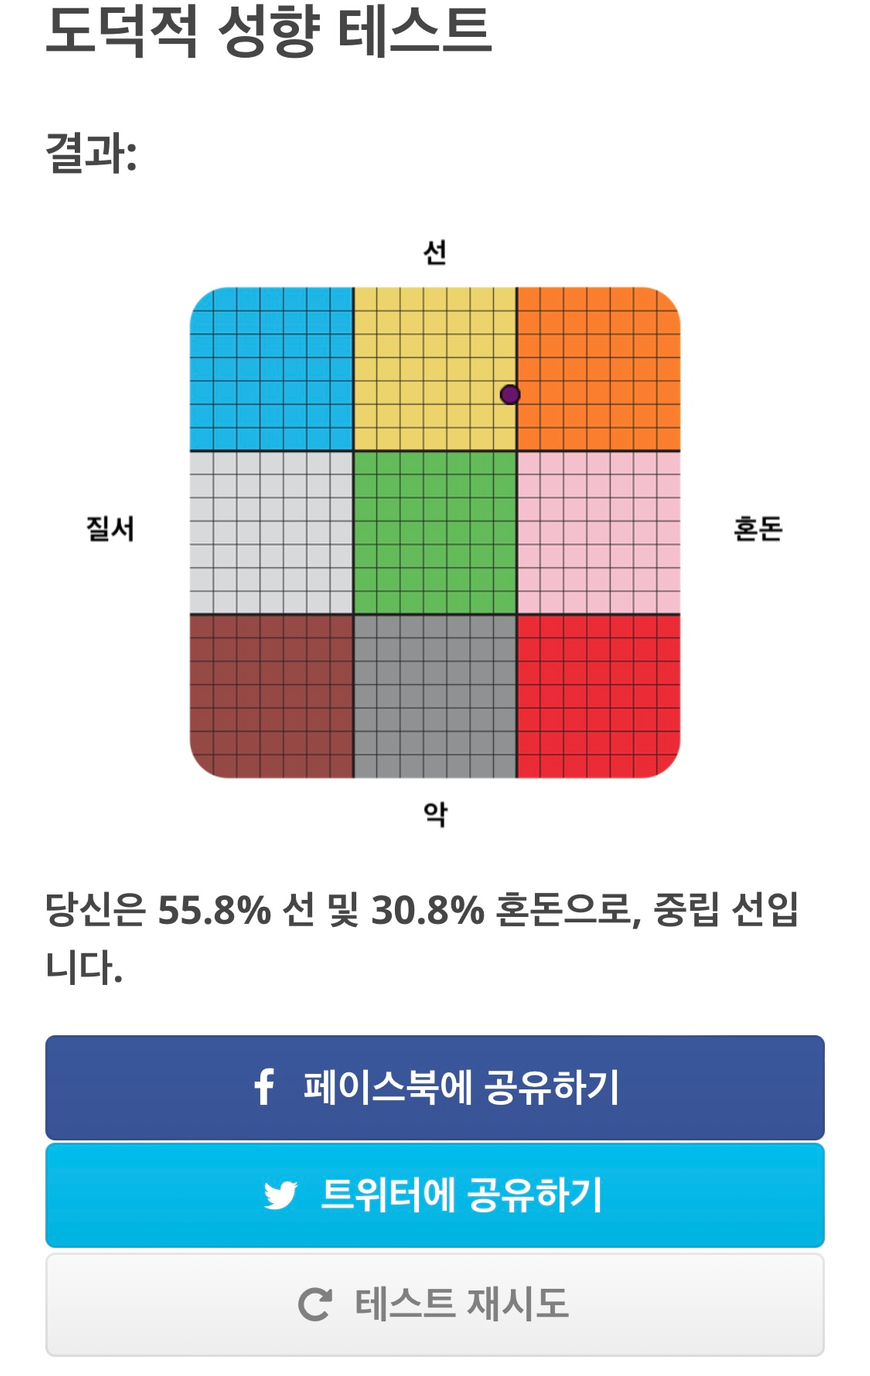 도덕적 성향 테스트
결과:
선
질서
혼돈
악
당신은 55.8% 선 및 30.8% 혼돈으로, 중립 선입
니다.
페이스북에 공유하기
트위터에 공유하기
테스트 재시도